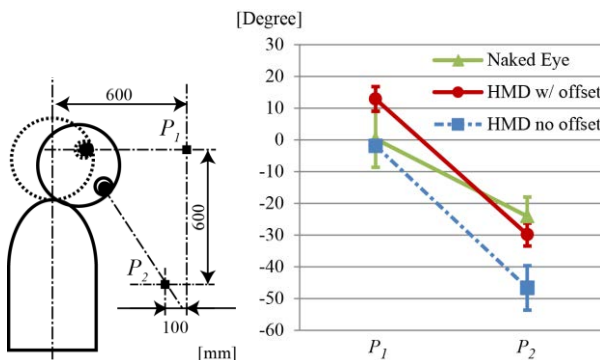 600
P1
600
P2
100
[mm]
[Degree]
30
20
10
0
-10
-20
-30
-40
-50
-60
Naked Eye
HMD w/ offset
HMD no offset
P1
P2